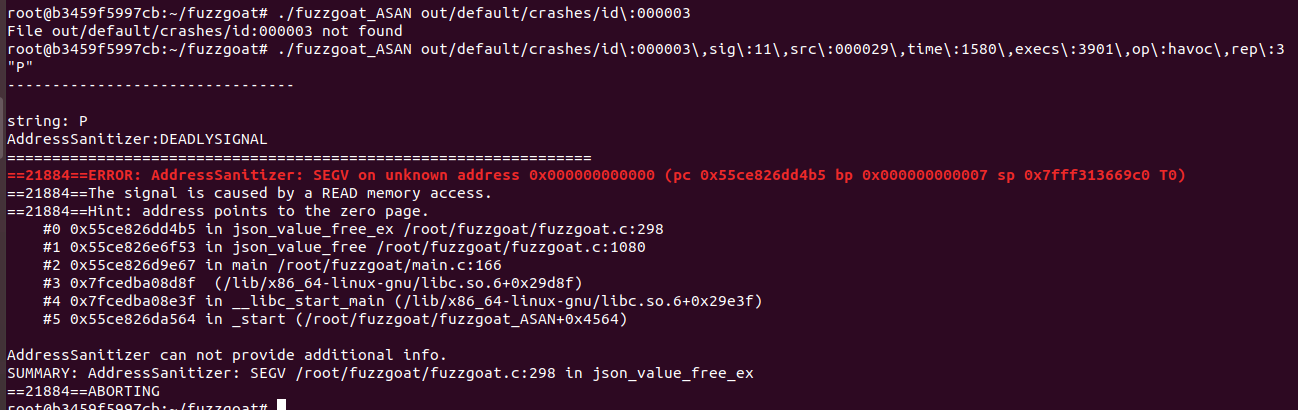 root@b3459f5997cb:~/fuzzgoat# ./fuzzgoat_ASAN out/default/crashes/id\:000003
File out/default/crashes/id:000003 not found
root@b3459f5997cb:~/fuzzgoat# ./fuzzgoat_ASAN out/default/crashes/id\:000003\,sig\:11\,src\:000029\,time\:1580\,execs\:3901\,op\:havoc\,rep\:3
"P"
--------------------------------
string: P
AddressSanitizer:DEADLYSIGNAL
=================================================================
==21884==ERROR: AddressSanitizer: SEGV on unknown address 0x000000000000 (pc 0x55ce826dd4b5 bp 0x000000000007 sp 0x7fff313669c0 T0)
==21884==The signal is caused by a READ memory access.
==21884==Hint: address points to the zero page.
    #0 0x55ce826dd4b5 in json_value_free_ex /root/fuzzgoat/fuzzgoat.c:298
    #1 0x55ce826e6f53 in json_value_free /root/fuzzgoat/fuzzgoat.c:1080
    #2 0x55ce826d9e67 in main /root/fuzzgoat/main.c:166
    #3 0x7fcedba08d8f  (/lib/x86_64-linux-gnu/libc.so.6+0x29d8f)
    #4 0x7fcedba08e3f in __libc_start_main (/lib/x86_64-linux-gnu/libc.so.6+0x29e3f)
    #5 0x55ce826da564 in _start (/root/fuzzgoat/fuzzgoat_ASAN+0x4564)
AddressSanitizer can not provide additional info.
SUMMARY: AddressSanitizer: SEGV /root/fuzzgoat/fuzzgoat.c:298 in json_value_free_ex
==21884==ABORTING
root@b3459f5997cb:~/fuzzgoat#